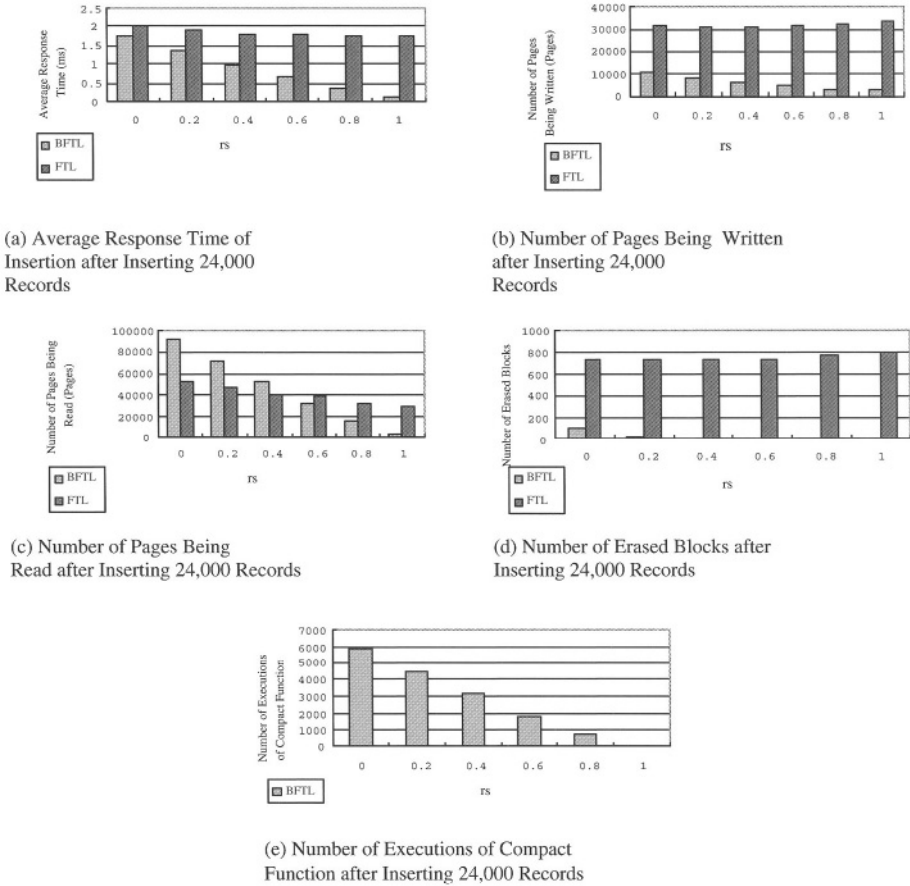 Average Response
Time (ms)
2.5
2
1.5
1
0.5
0
0 0.2 0.4 0.6 0.8 1
rs
BFTL
FTL
(a) Average Response Time of
Insertion after Inserting 24,000
Records
Number of Pages
Being Written (Pages)
40000
30000
20000
10000
0
0 0.2 0.4 0.6 0.8 1
rs
BFTL
FTL
(b) Number of Pages Being Written
after Inserting 24,000
Records
Number of Pages Being
Read (Pages)
100000
80000
60000
40000
20000
0
0 0.2 0.4 0.6 0.8 1
rs
BFTL
FTL
(c) Number of Pages Being
Read after Inserting 24,000 Records
Number of Erased Blocks
1000
800
600
400
200
0
0 0.2 0.4 0.6 0.8 1
rs
BFTL
FTL
(d) Number of Erased Blocks after
Inserting 24,000 Records
Number of Executions
of Compact Function
7000
6000
5000
4000
3000
2000
1000
0
0 0.2 0.4 0.6 0.8 1
rs
BFTL
(e) Number of Executions of Compact
Function after Inserting 24,000 Records